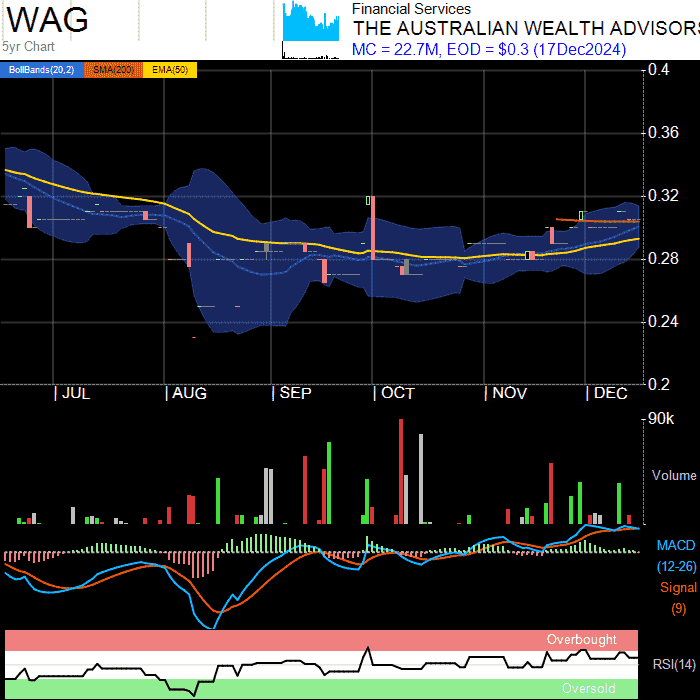 WAG
5yr Chart
Financial Services
THE AUSTRALIAN WEALTH ADVISORS
MC = 22.7M, EOD = $0.3 (17Dec2024)
BollBands(20,2) SMA(200) EMA(50)
0.4
0.36
0.32
0.28
0.24
0.2
| JUL | AUG | SEP | OCT | NOV | DEC
90k
Volume
MACD
(12-26)
Signal
(9)
Overbought
RSI(14)
Oversold